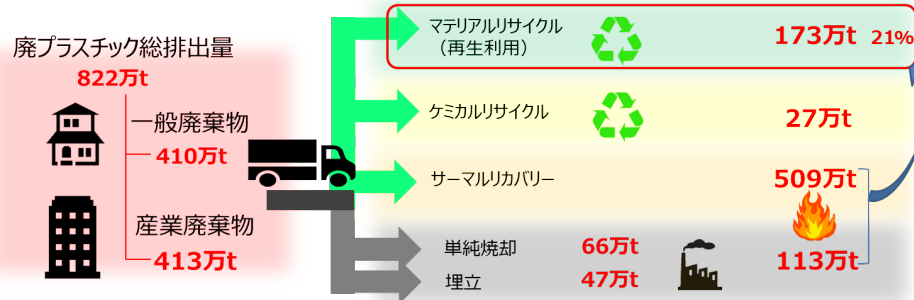 廃プラスチック総排出量
822万t
一般廃棄物
410万t
産業廃棄物
413万t
マテリアルリサイクル
（再生利用）
173万t 21%
ケミカルリサイクル
27万t
サーマルリカバリー
509万t
単純焼却 66万t
埋立 47万t
113万t